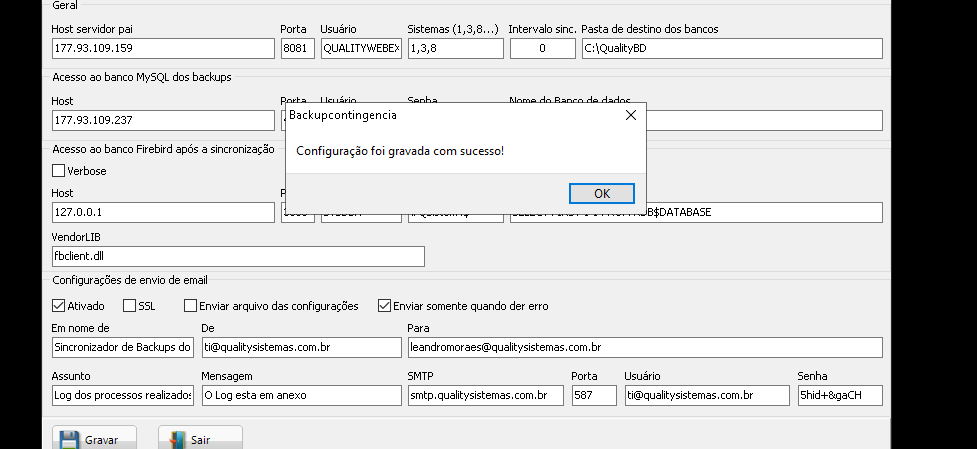 Geral
Host servidor pai Porta Usuário Sistemas (1,3,8...) Intervalo sinc. Pasta de destino dos bancos
177.93.109.159 8081 QUALITYWEBEX 1,3,8 0 C:\QualityBD
Acesso ao banco MySQL dos backups
Host Porta Usuário Senha Nome do Banco de dados
177.93.109.237
Backupcontingencia
Configuração foi gravada com sucesso!
OK
Acesso ao banco Firebird após a sincronização
Verbose
Host
127.0.0.1
VendorLIB
fbclient.dll
Configurações de envio de email
Ativado SSL Enviar arquivo das configurações Enviar somente quando der erro
Em nome de De Para
Sincronizador de Backups do ti@qualitysistemas.com.br leandromoraes@qualitysistemas.com.br
Assunto Mensagem SMTP Porta Usuário Senha
Log dos processos realizados O Log esta em anexo smtp.qualitysistemas.com.br 587 ti@qualitysistemas.com.br 5hid+&gaCH
Gravar Sair